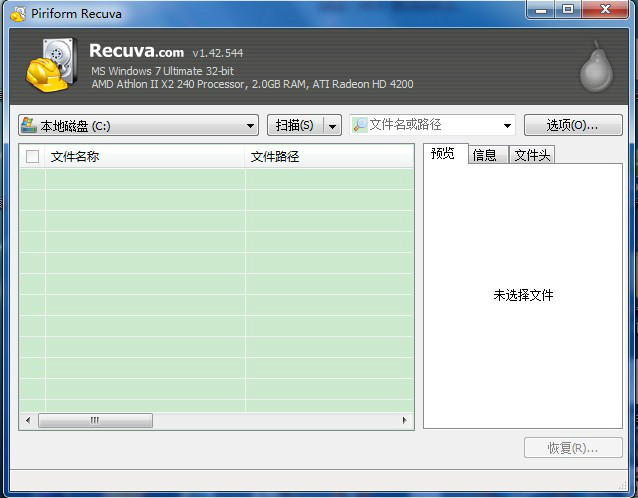 Piriform Recuva
Recuva.com v1.42.544
MS Windows 7 Ultimate 32-bit
AMD Athlon II X2 240 Processor, 2.0GB RAM, ATI Radeon HD 4200
本地磁盘 (C:)
扫描(S)
文件名或路径
选项(O)...
文件名称
文件路径
预览
信息
文件头
未选择文件
恢复(R)...